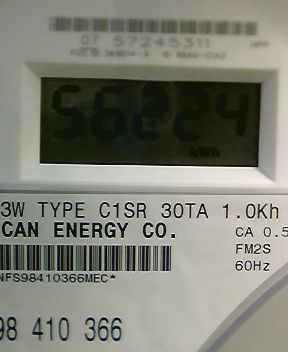 07 57245311
56224
kWh
3W TYPE C1SR 30TA 1.0Kh
CAN ENERGY CO.
CA 0.5
FM2S
60Hz
NFS98410366MEC*
98 410 366